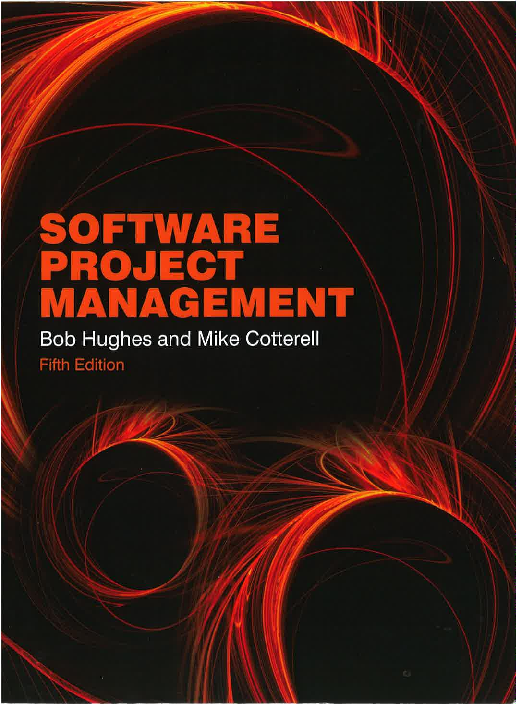 SOFTWARE
PROJECT
MANAGEMENT
Bob Hughes and Mike Cotterell
Fifth Edition